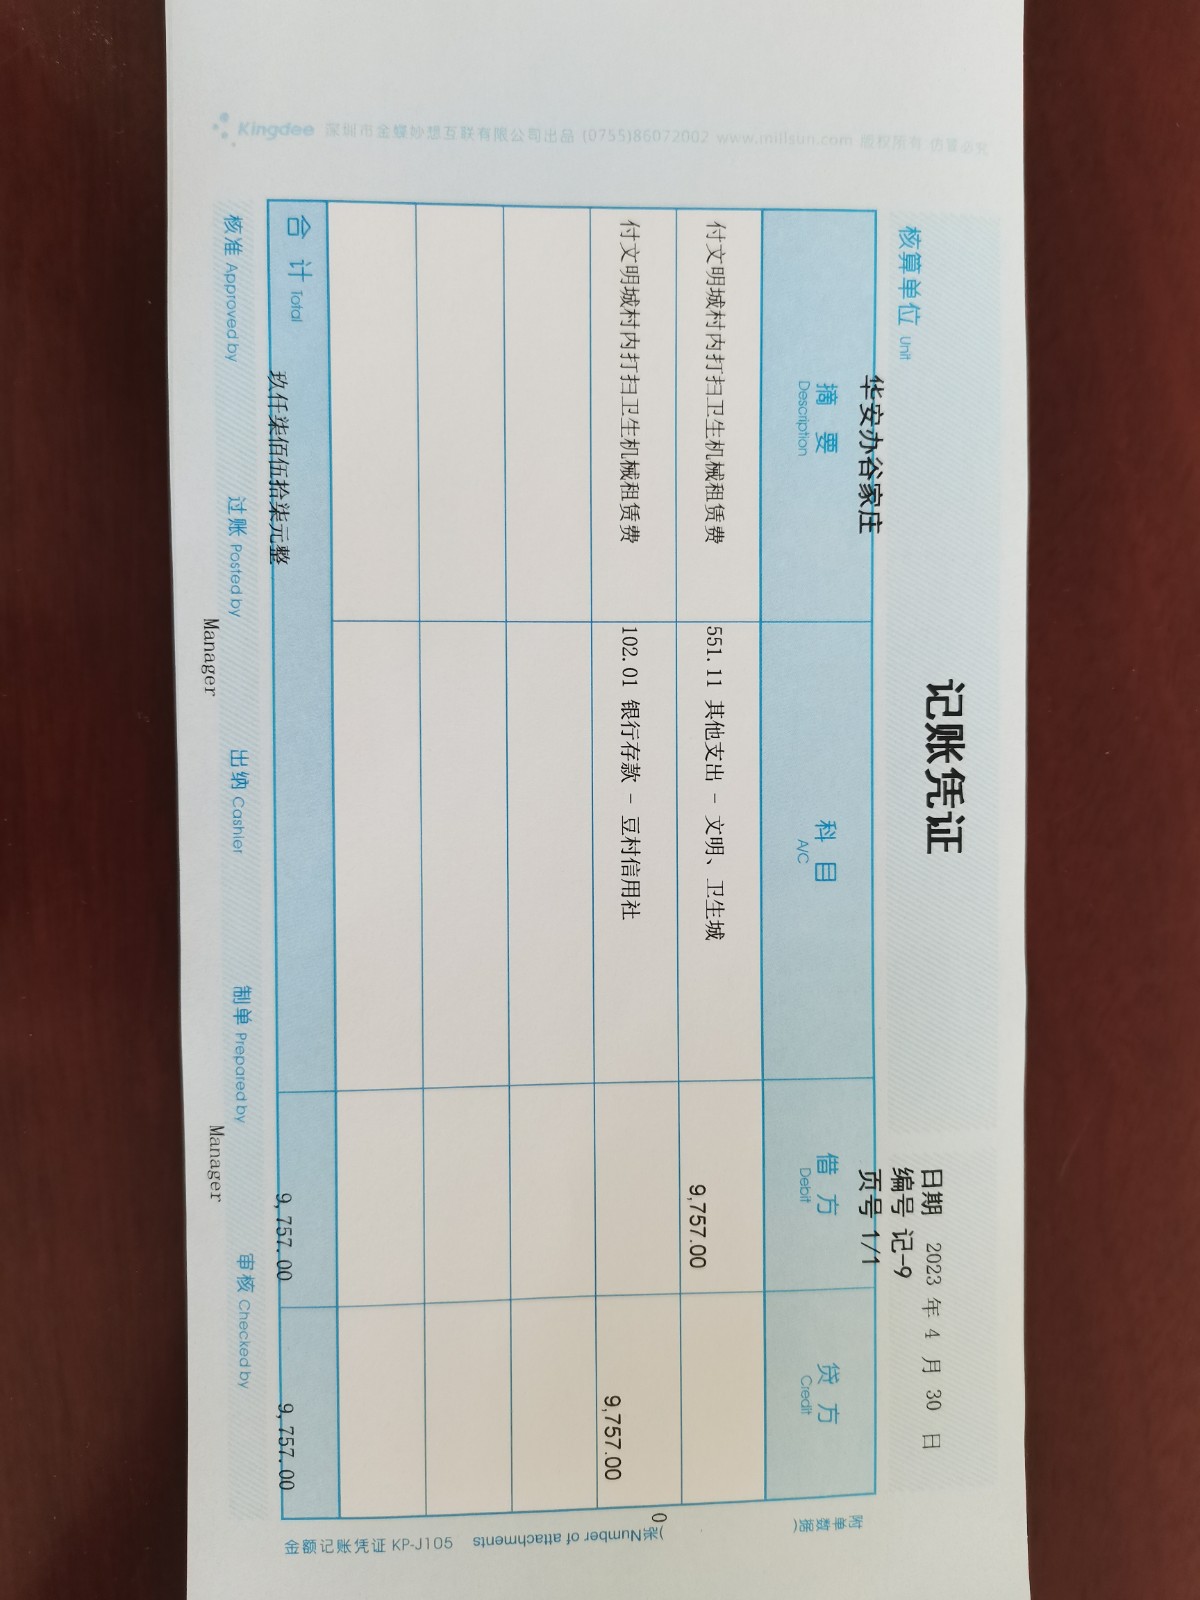 记账凭证
日期 2023 年 4 月 30 日
编号 记-9
核算单位 Unit 华安办谷家庄
页号 1/1
摘要 Description 科目 A/C 借方 Debit 贷方 Credit
付文明城村内打扫卫生机械租赁费 551.11 其他支出 - 文明、卫生城 9,757.00
付文明城村内打扫卫生机械租赁费 102.01 银行存款 - 豆村信用社 9,757.00
合计 Total 玖仟柒佰伍拾柒元整 9,757.00 9,757.00
核准 Approved by 过账 Posted by Manager 出纳 Cashier 制单 Prepared by Manager 审核 Checked by
附单数据(
0
张)Number of attachments
金额记账凭证 KP-J105
Kingdee 深圳市金蝶妙想互联有限公司出品 (0755)86072002 www.millsun.com 版权所有 仿冒必究